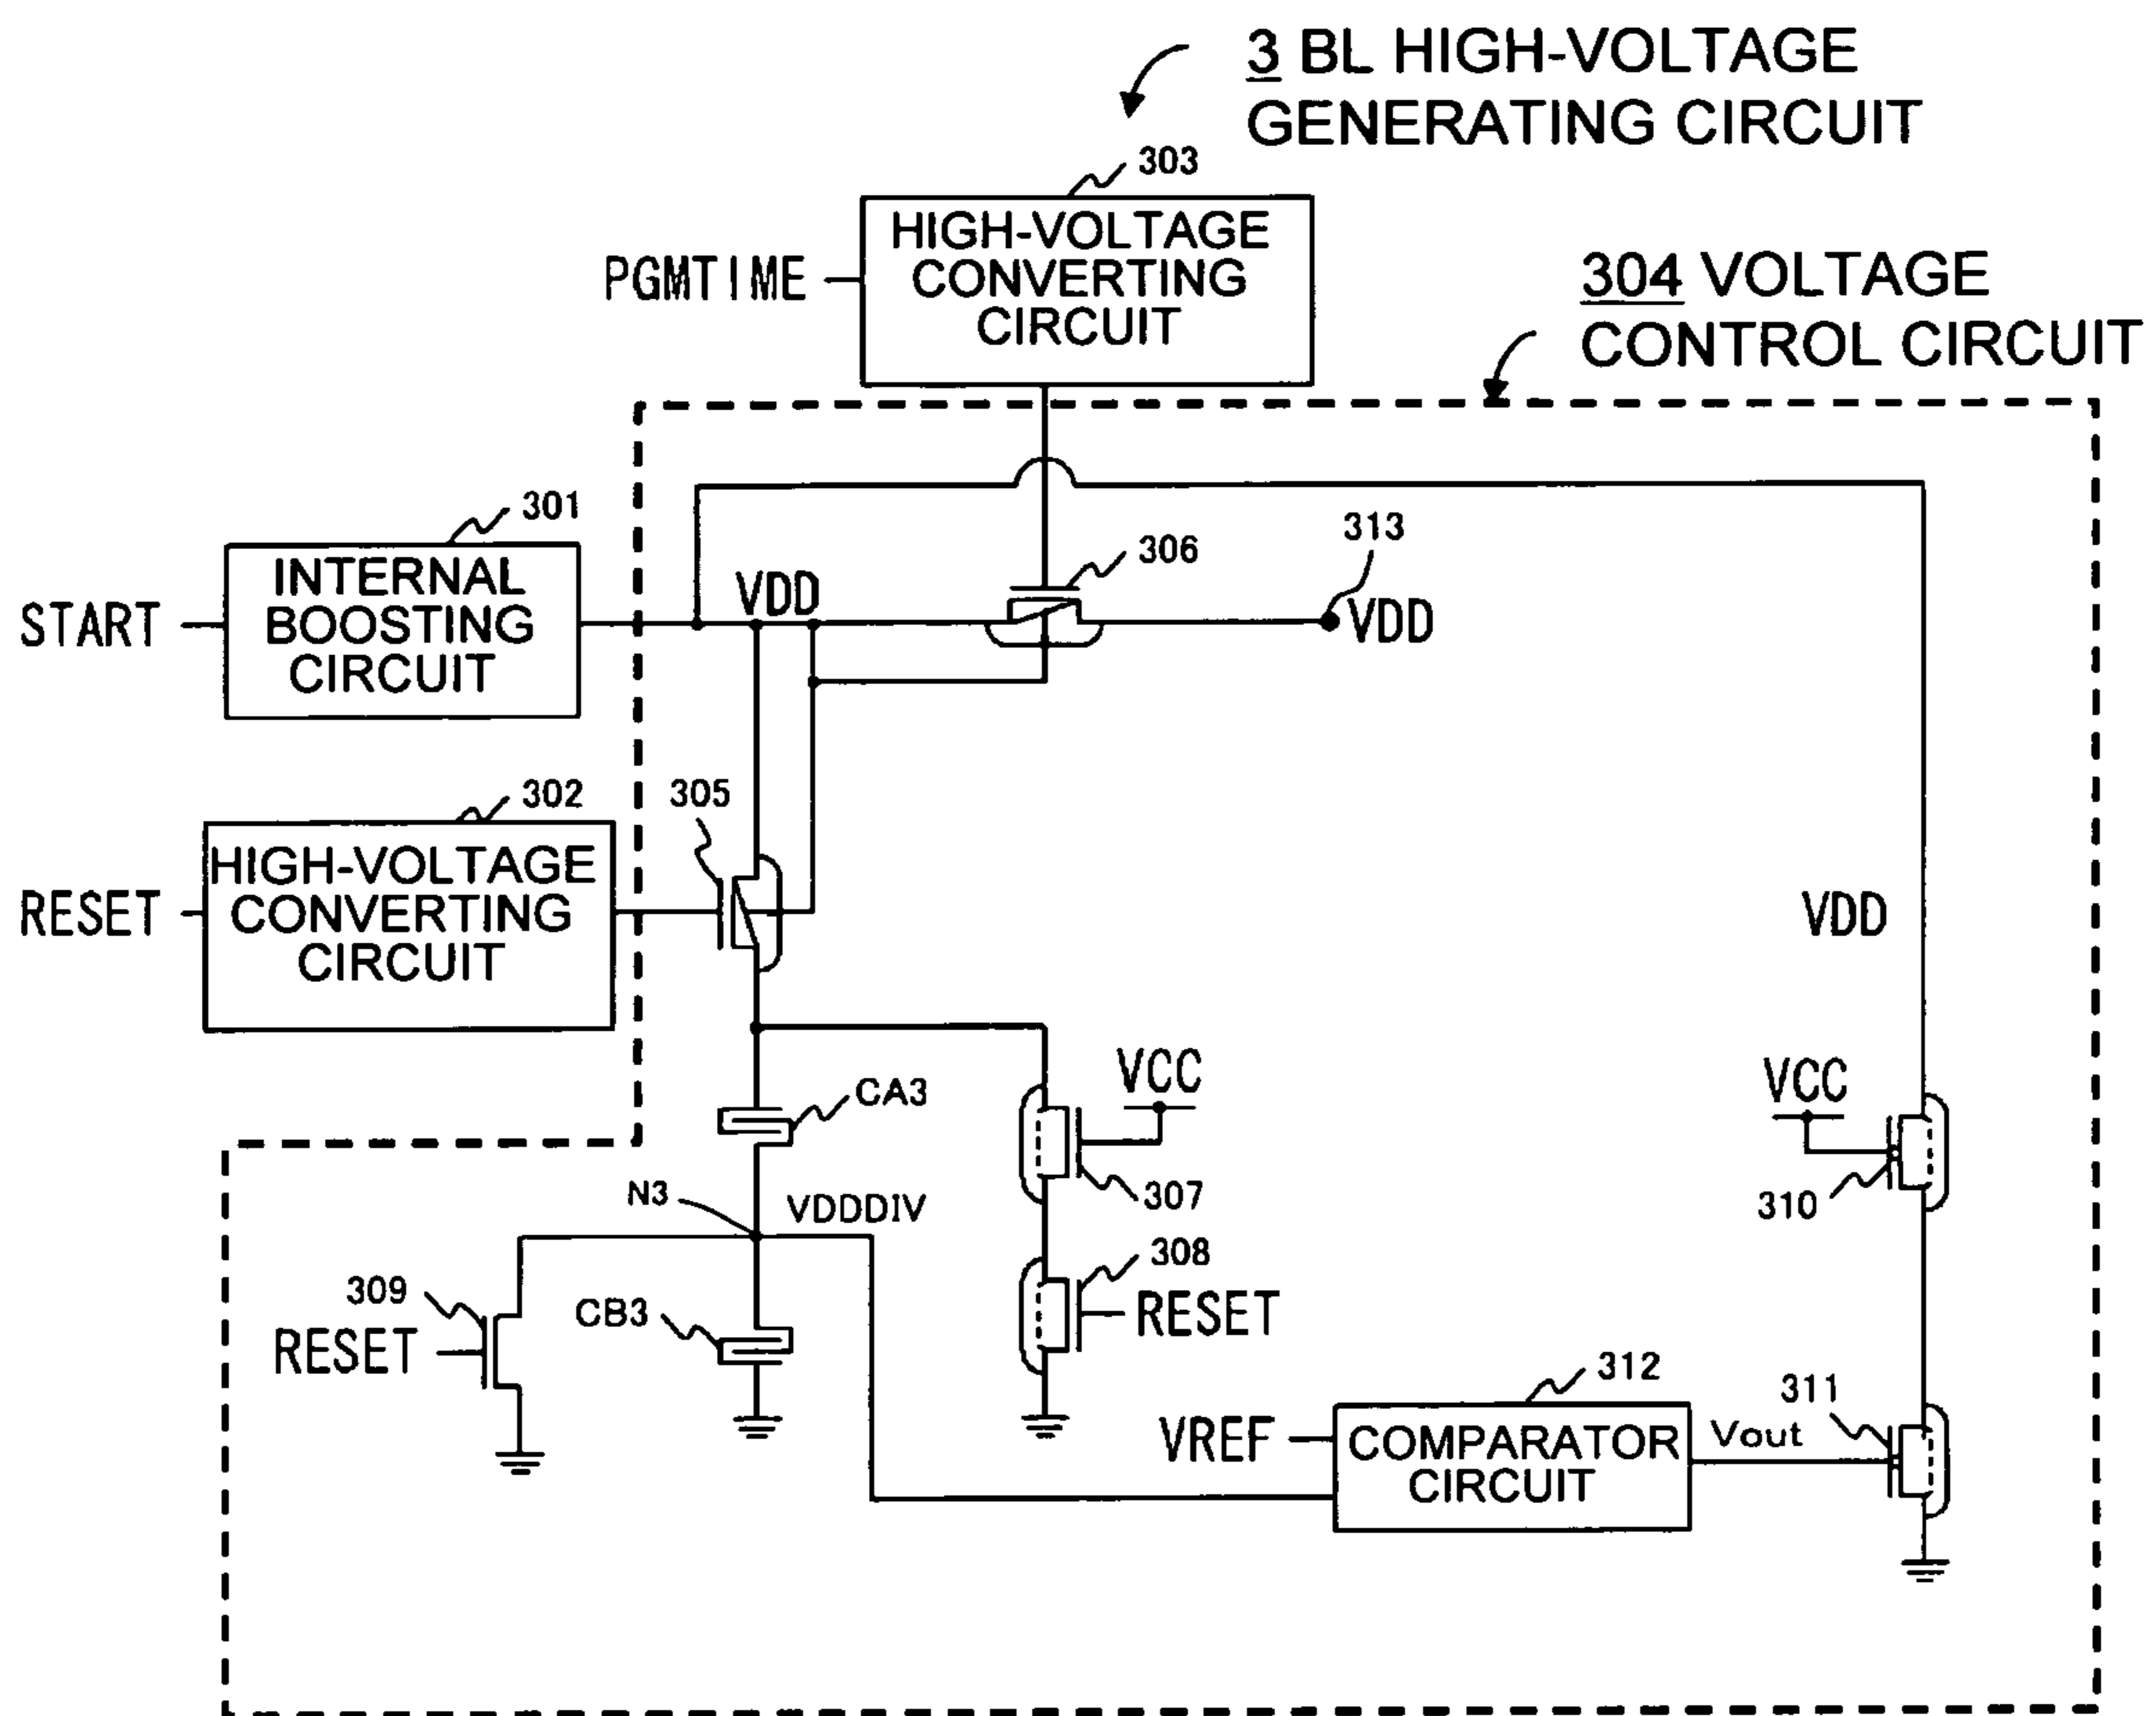 3 BL HIGH-VOLTAGE
GENERATING CIRCUIT
303
HIGH-VOLTAGE
CONVERTING
CIRCUIT
PGMTIME
304 VOLTAGE
CONTROL CIRCUIT
301
INTERNAL
BOOSTING
CIRCUIT
START
VDD
306
313
VDD
302
HIGH-VOLTAGE
CONVERTING
CIRCUIT
RESET
305
VDD
CA3
VCC
307
VCC
310
N3
VDDDIV
308
RESET
309
RESET
CB3
VREF
312
COMPARATOR
CIRCUIT
Vout
311